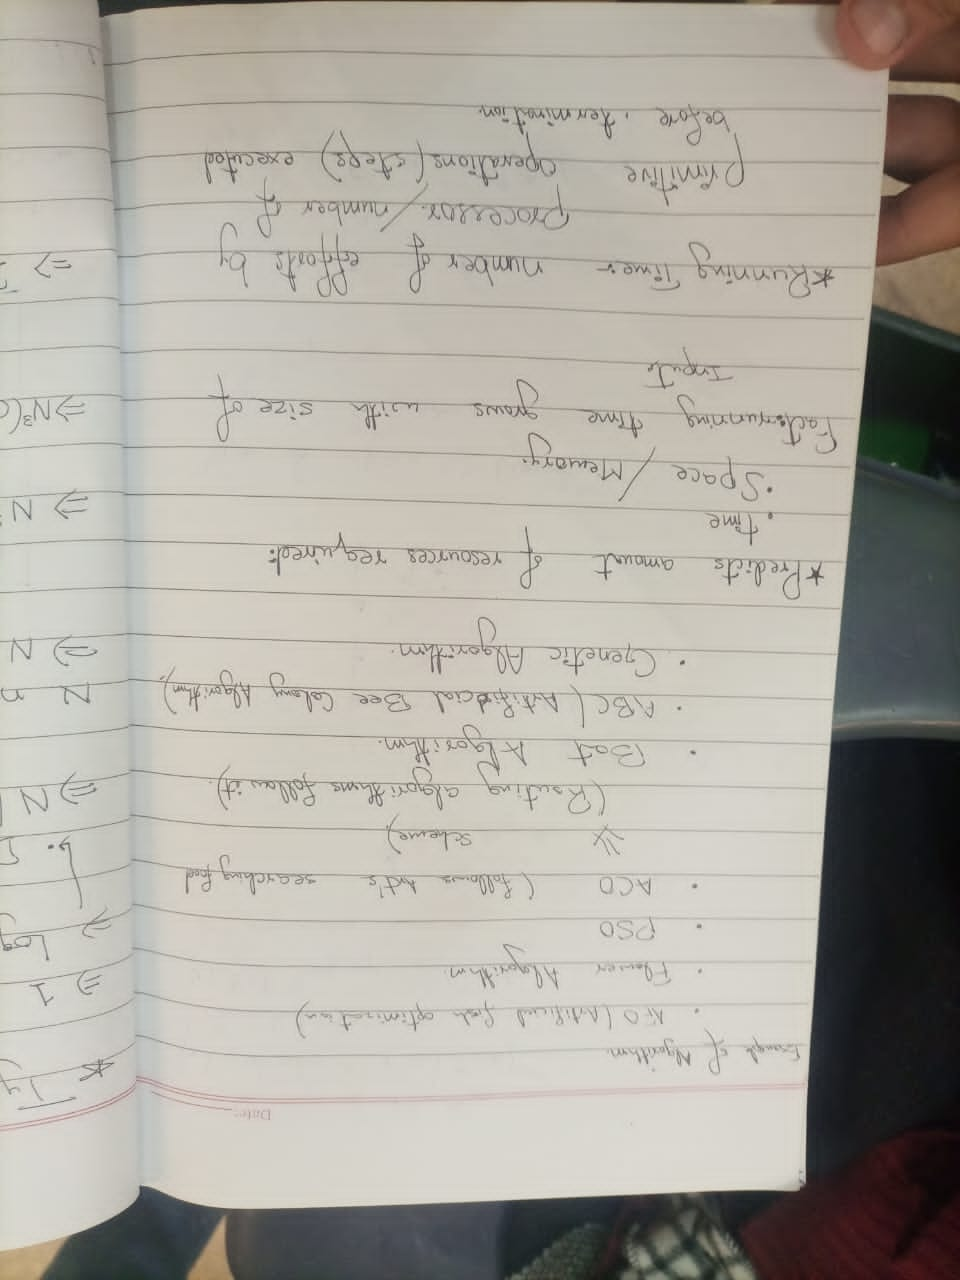 Date:
Example of Algorithm.
• AFO (Artificial fish optimization)
• Flower Algorithm.
• PSO
• ACO (follows Ant's searching food
scheme)
(Routing algorithms follow it).
• Bat Algorithm.
• ABC (Artificial Bee Colony Algorithm).
• Genetic Algorithm.
* Predicts amount of resources required:
• time
• Space / Memory
Fact: running time grows with size of
Input.
* Running Time:- number of efforts by
processor / number of
primitive operations (steps) executed
before termination.
* Ty
⇒ 1
⇒ Log
⇒ N
N n
⇒ N
⇒ N
⇒ N³ (
⇒